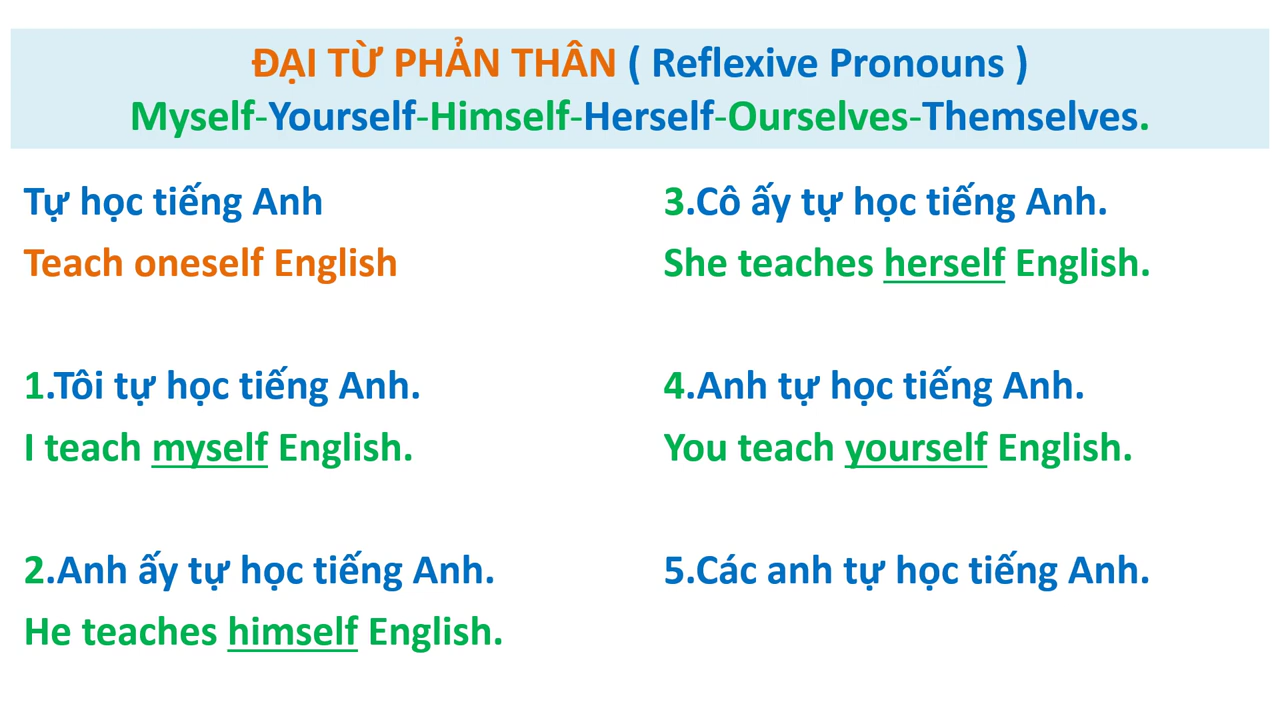 ĐẠI TỪ PHẢN THÂN ( Reflexive Pronouns )
Myself-Yourself-Himself-Herself-Ourselves-Themselves.
Tự học tiếng Anh
Teach oneself English
1.Tôi tự học tiếng Anh.
I teach myself English.
2.Anh ấy tự học tiếng Anh.
He teaches himself English.
3.Cô ấy tự học tiếng Anh.
She teaches herself English.
4.Anh tự học tiếng Anh.
You teach yourself English.
5.Các anh tự học tiếng Anh.